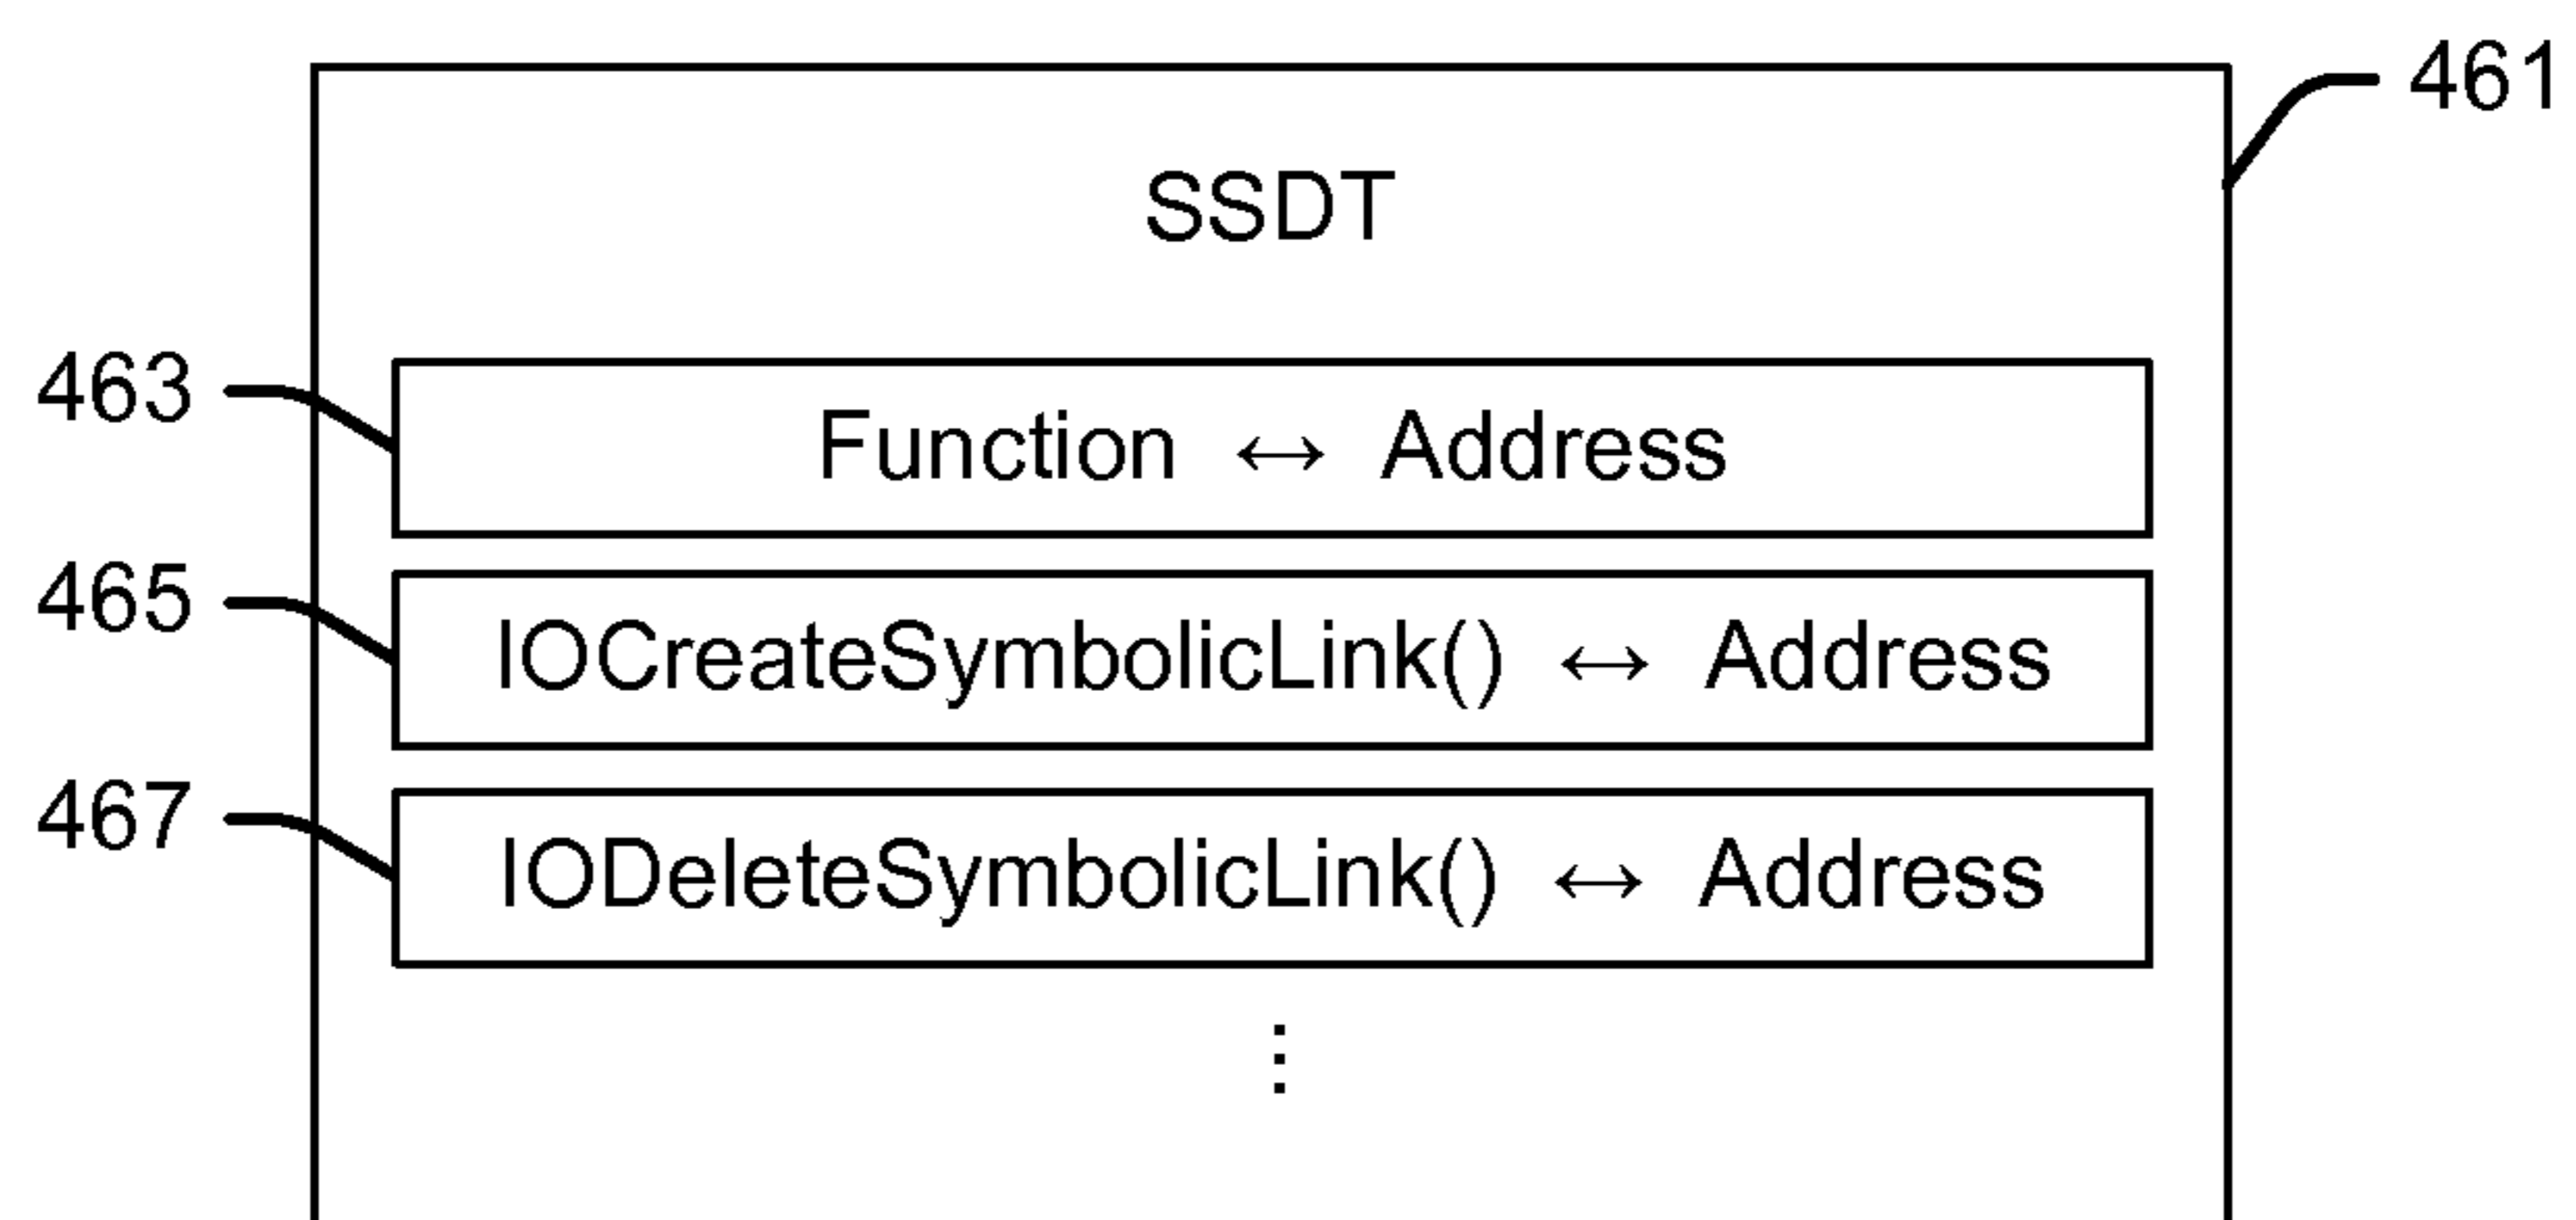 461
SSDT
463
Function ↔ Address
465
IOCreateSymbolicLink() ↔ Address
467
IODeleteSymbolicLink() ↔ Address
⋮